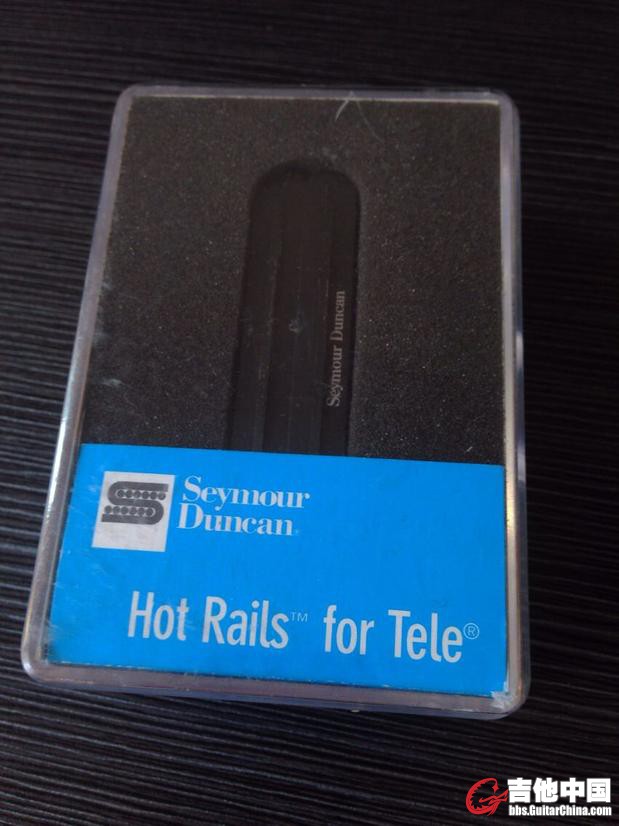 Seymour Duncan
Seymour
Duncan
Hot Rails™ for Tele®
吉他中国
bbs.GuitarChina.com